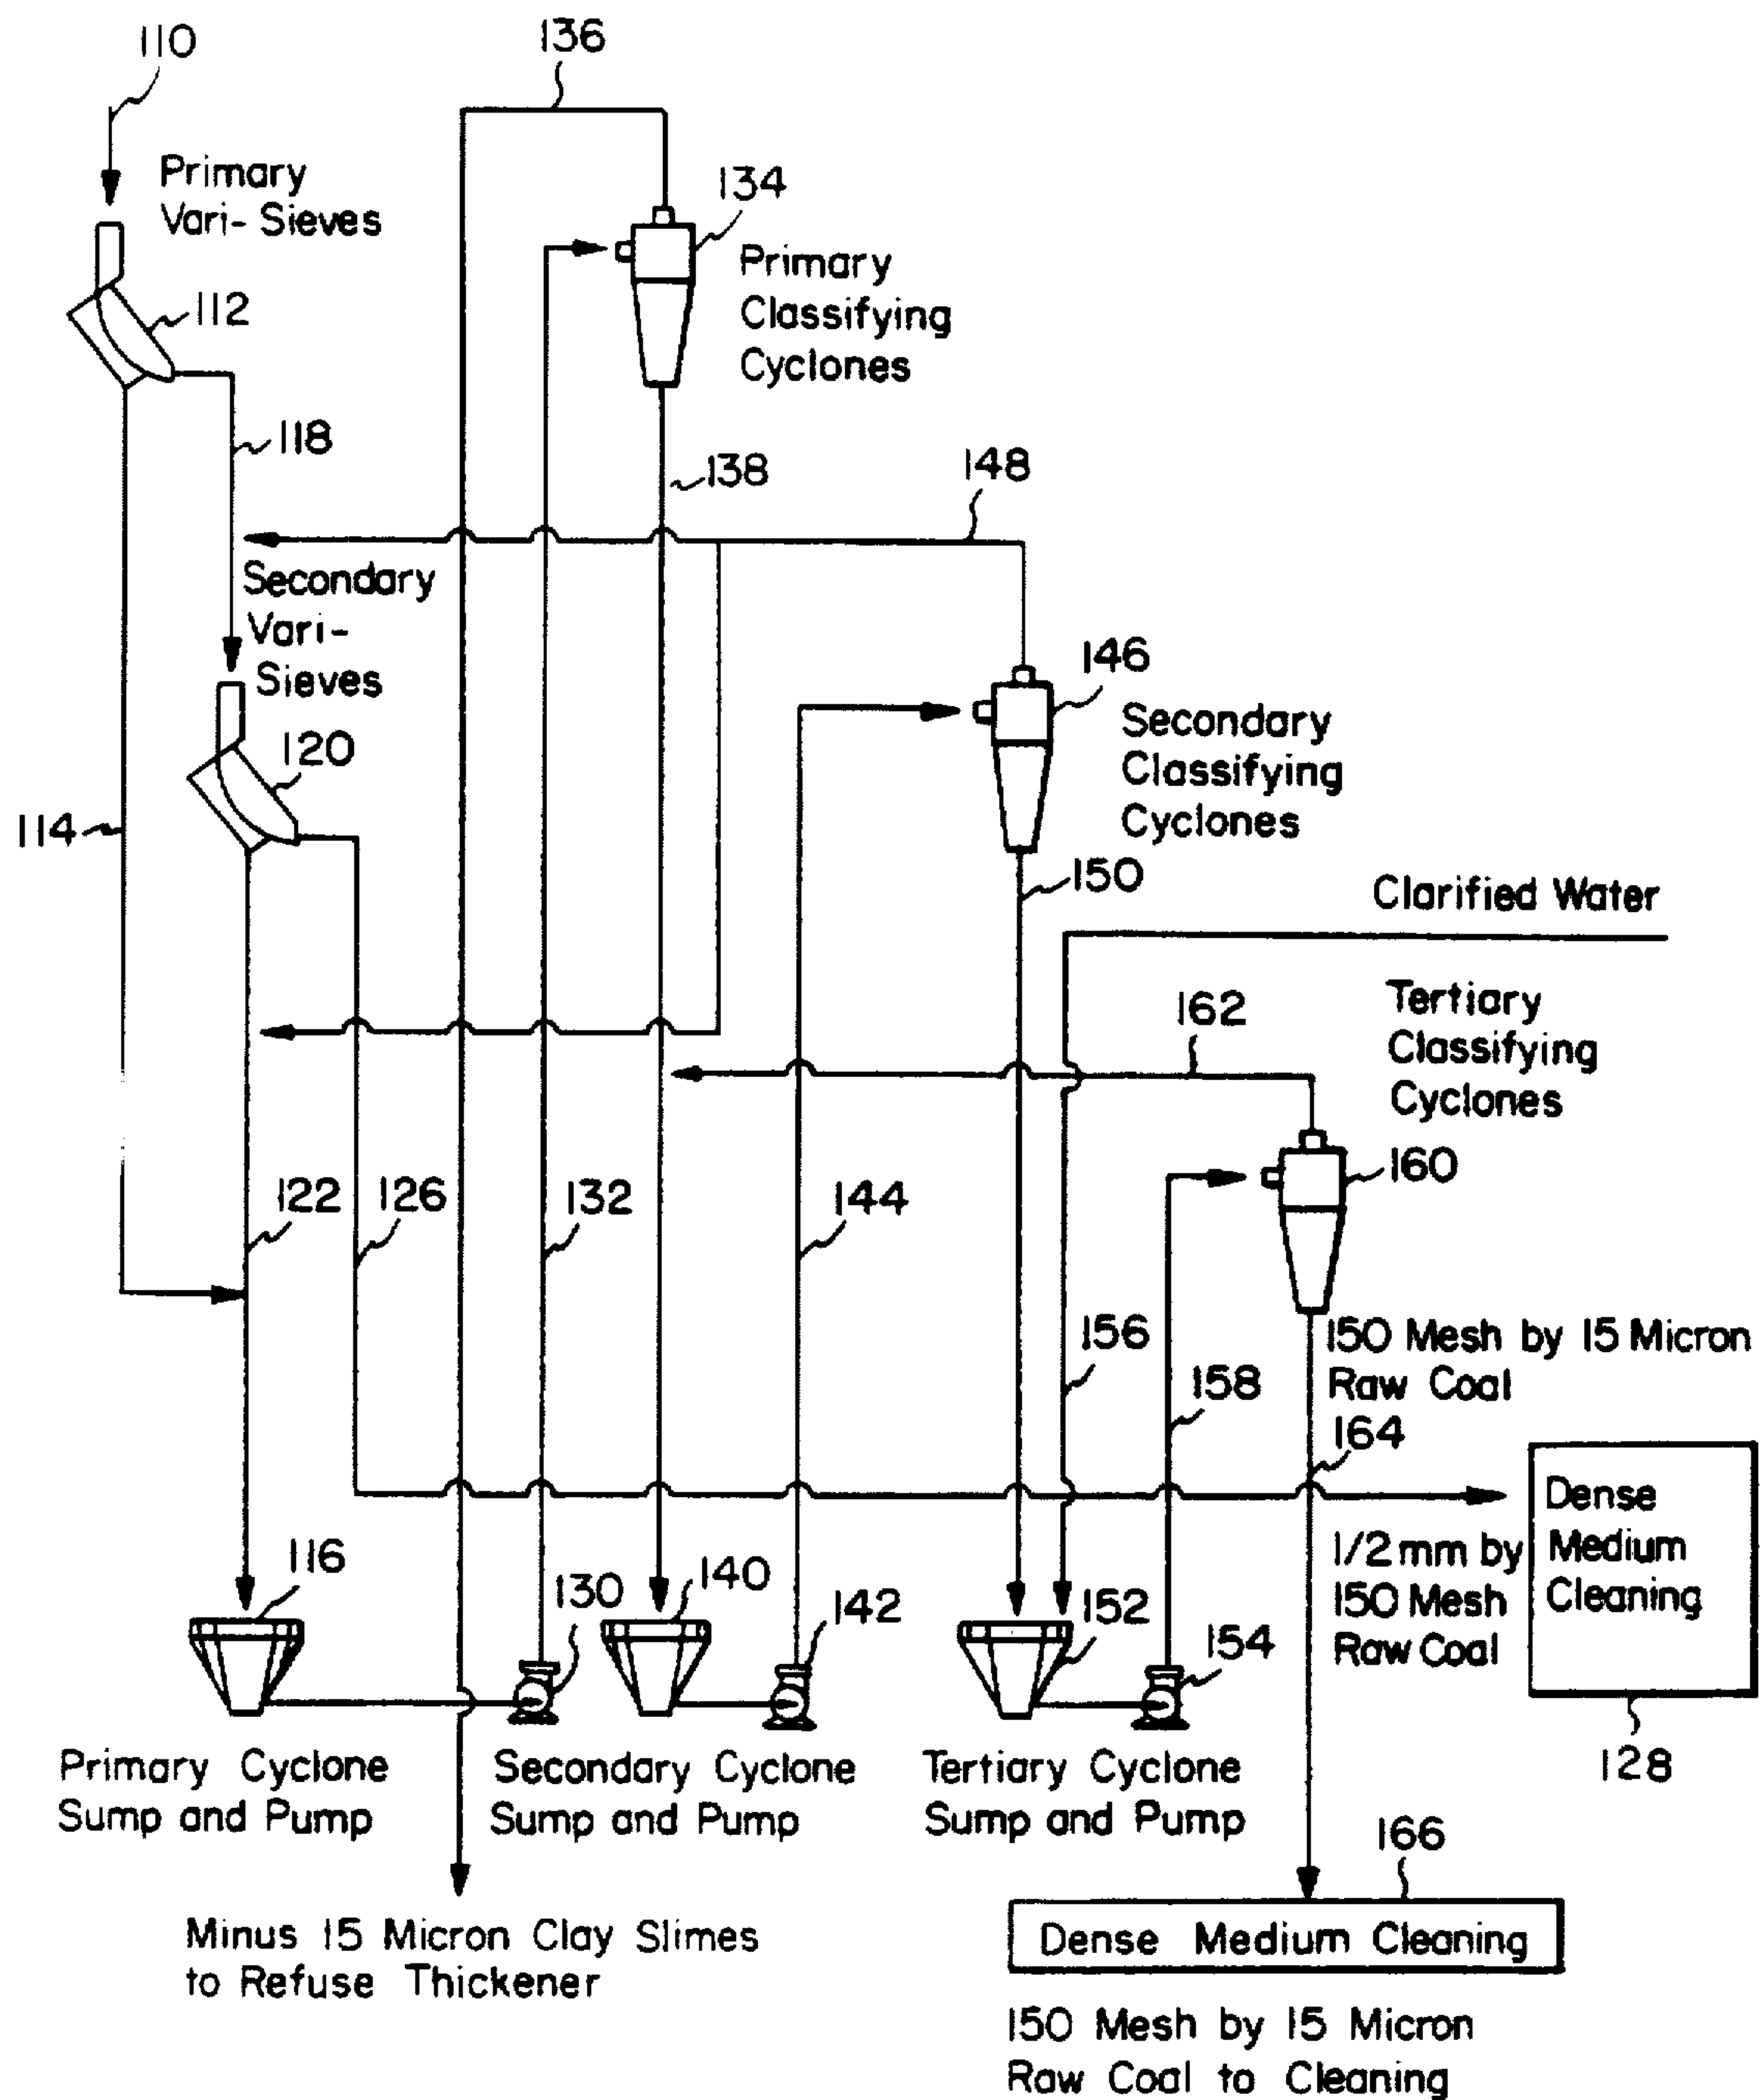 110
136
Primary
Vari- Sieves
134
Primary
Classifying
Cyclones
112
118
138
148
Secondary
Vari-
Sieves
146
Secondary
Classifying
Cyclones
120
114
150
Clarified Water
162
Tertiary
Classifying
Cyclones
160
122
126
132
144
156
158
150 Mesh by 15 Micron
Raw Coal
164
Dense
Medium
Cleaning
1/2 mm by
150 Mesh
Raw Coal
116
130
140
142
152
154
128
Primary Cyclone
Sump and Pump
Secondary Cyclone
Sump and Pump
Tertiary Cyclone
Sump and Pump
166
Minus 15 Micron Clay Slimes
to Refuse Thickener
Dense Medium Cleaning
150 Mesh by 15 Micron
Raw Coal to Cleaning